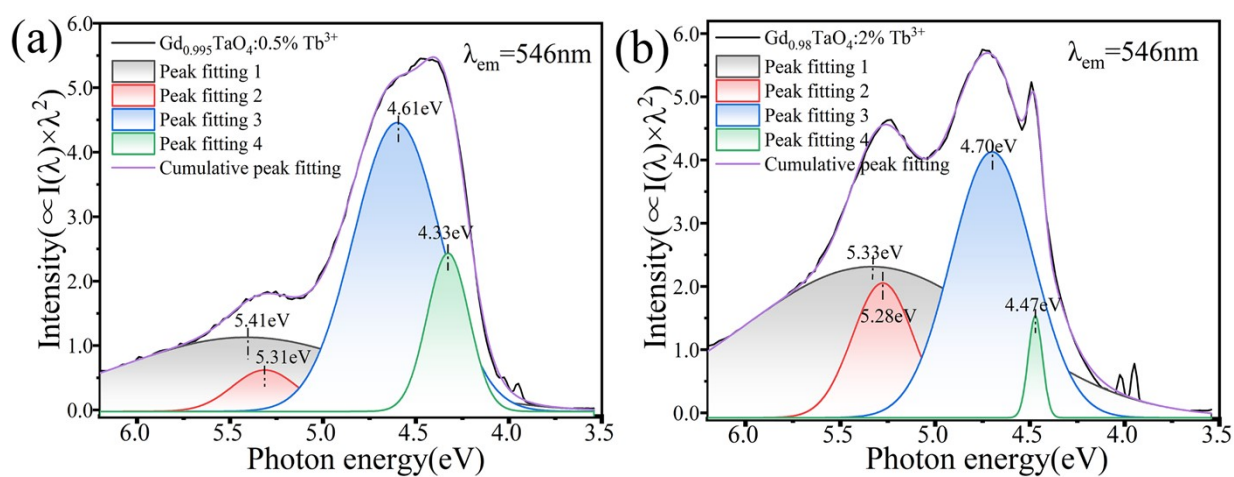 (a)
Gd0.995TaO4:0.5% Tb3+
Peak fitting 1
Peak fitting 2
Peak fitting 3
Peak fitting 4
Cumulative peak fitting
λem=546nm
4.61eV
4.33eV
5.41eV
5.31eV
6.0
5.0
4.0
3.0
2.0
1.0
0.0
Intensity(∝I(λ)×λ2)
6.0 5.5 5.0 4.5 4.0 3.5
Photon energy(eV)
(b)
Gd0.98TaO4:2% Tb3+
Peak fitting 1
Peak fitting 2
Peak fitting 3
Peak fitting 4
Cumulative peak fitting
λem=546nm
4.70eV
5.33eV
5.28eV
4.47eV
6.0
5.0
4.0
3.0
2.0
1.0
0.0
Intensity(∝I(λ)×λ2)
6.0 5.5 5.0 4.5 4.0 3.5
Photon energy(eV)